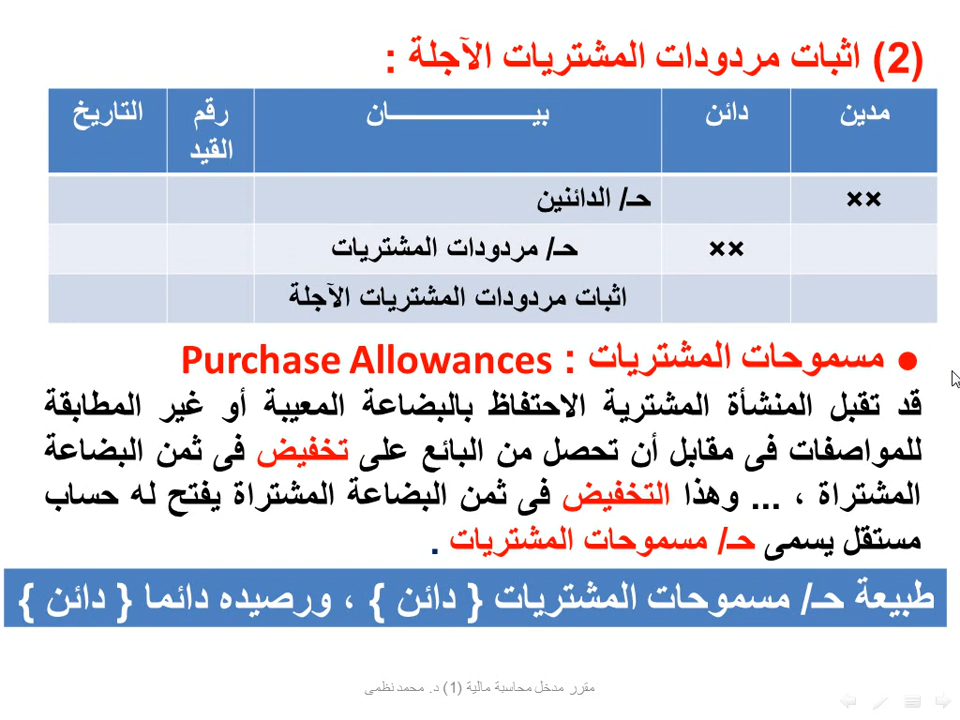 (2) اثبات مردودات المشتريات الآجلة :
مدين دائن بيـــــــــــــــــــان رقم القيد التاريخ
×× حـ/ الدائنين
×× حـ/ مردودات المشتريات
اثبات مردودات المشتريات الآجلة
● مسموحات المشتريات : Purchase Allowances
قد تقبل المنشأة المشترية الاحتفاظ بالبضاعة المعيبة أو غير المطابقة
للمواصفات فى مقابل أن تحصل من البائع على تخفيض فى ثمن البضاعة
المشتراة ، ... وهذا التخفيض فى ثمن البضاعة المشتراة يفتح له حساب
مستقل يسمى حـ/ مسموحات المشتريات .
طبيعة حـ/ مسموحات المشتريات { دائن } ، ورصيده دائما { دائن }
مقرر مدخل محاسبة مالية (1) د. محمد نظمى